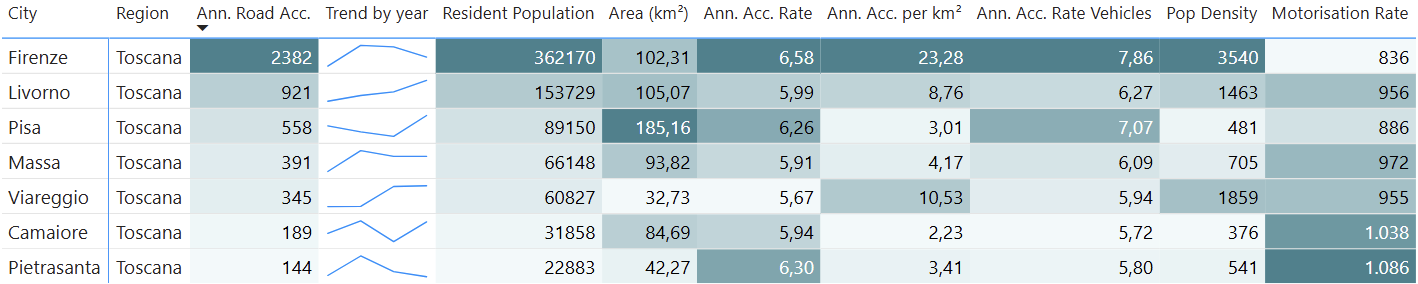 City Region Ann. Road Acc. Trend by year Resident Population Area (km²) Ann. Acc. Rate Ann. Acc. per km² Ann. Acc. Rate Vehicles Pop Density Motorisation Rate
Firenze Toscana 2382 362170 102,31 6,58 23,28 7,86 3540 836
Livorno Toscana 921 153729 105,07 5,99 8,76 6,27 1463 956
Pisa Toscana 558 89150 185,16 6,26 3,01 7,07 481 886
Massa Toscana 391 66148 93,82 5,91 4,17 6,09 705 972
Viareggio Toscana 345 60827 32,73 5,67 10,53 5,94 1859 955
Camaiore Toscana 189 31858 84,69 5,94 2,23 5,72 376 1.038
Pietrasanta Toscana 144 22883 42,27 6,30 3,41 5,80 541 1.086